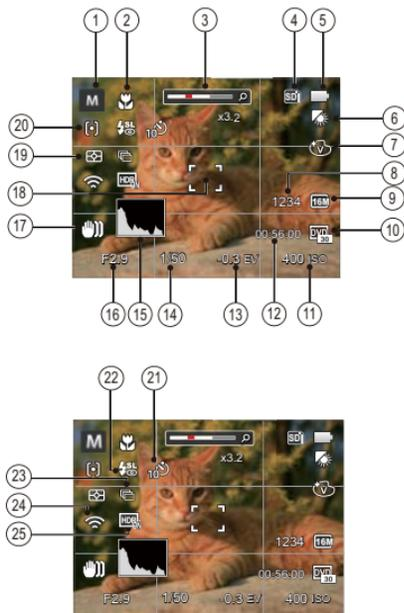 1 2 3 4 5
M SD
SL
20 10 x3.2 6
19 V 7
HDR 8
18 1234 16M 9
17 00:56:00 DVD 30 10
F2.9 1/50 -0.3 EV 400 ISO
16 15 14 13 12 11
22 21
M SD
SL
23 10 x3.2
24 V
HDR
25 1234 16M
00:56:00 DVD 30
F2.9 1/50 -0.3 EV 400 ISO